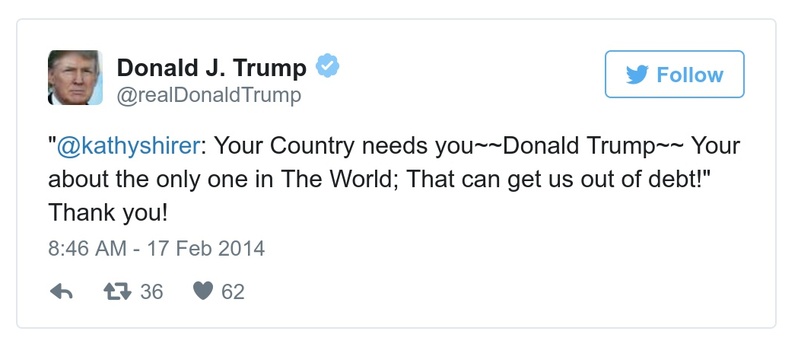 Donald J. Trump
@realDonaldTrump
Follow
"@kathyshirer: Your Country needs you~~Donald Trump~~ Your
about the only one in The World; That can get us out of debt!"
Thank you!
8:46 AM - 17 Feb 2014
36 62